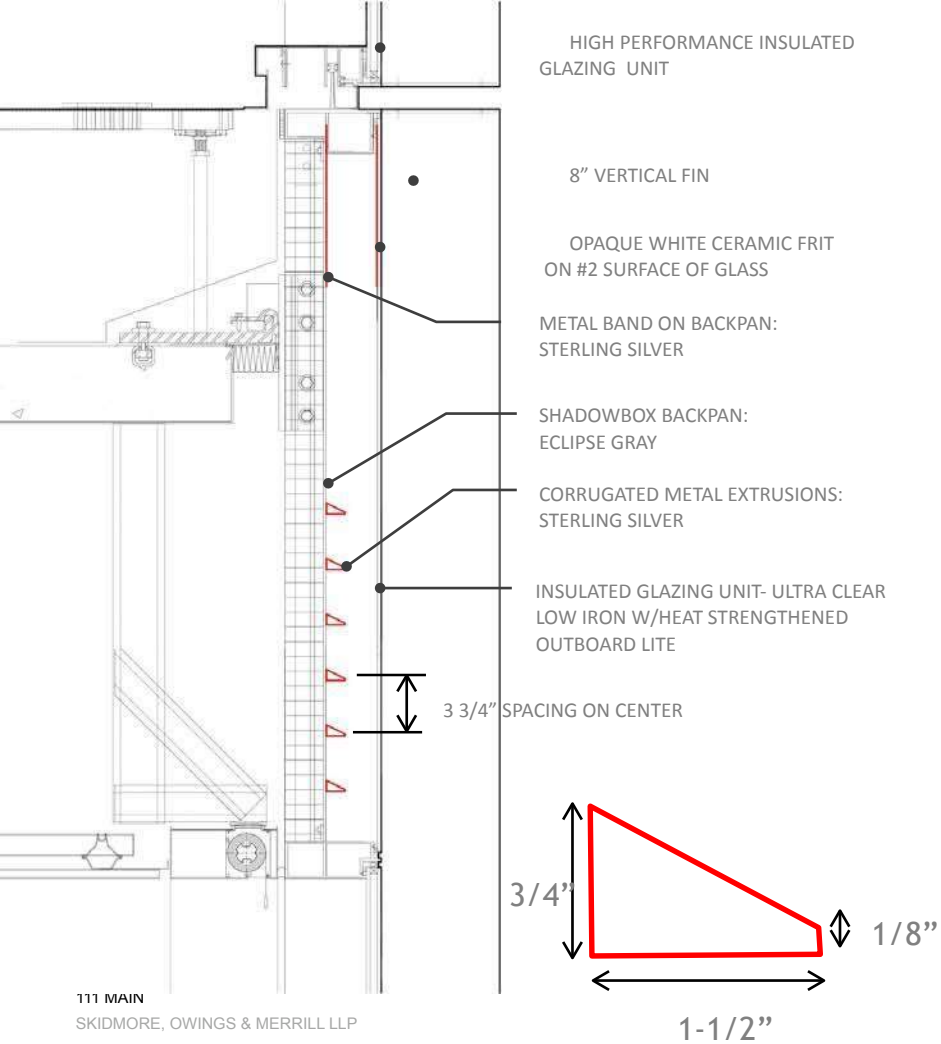 HIGH PERFORMANCE INSULATED
GLAZING UNIT
8” VERTICAL FIN
OPAQUE WHITE CERAMIC FRIT
ON #2 SURFACE OF GLASS
METAL BAND ON BACKPAN:
STERLING SILVER
SHADOWBOX BACKPAN:
ECLIPSE GRAY
CORRUGATED METAL EXTRUSIONS:
STERLING SILVER
INSULATED GLAZING UNIT- ULTRA CLEAR
LOW IRON W/HEAT STRENGTHENED
OUTBOARD LITE
3 3/4” SPACING ON CENTER
3/4”
1/8”
1-1/2”
111 MAIN
SKIDMORE, OWINGS & MERRILL LLP